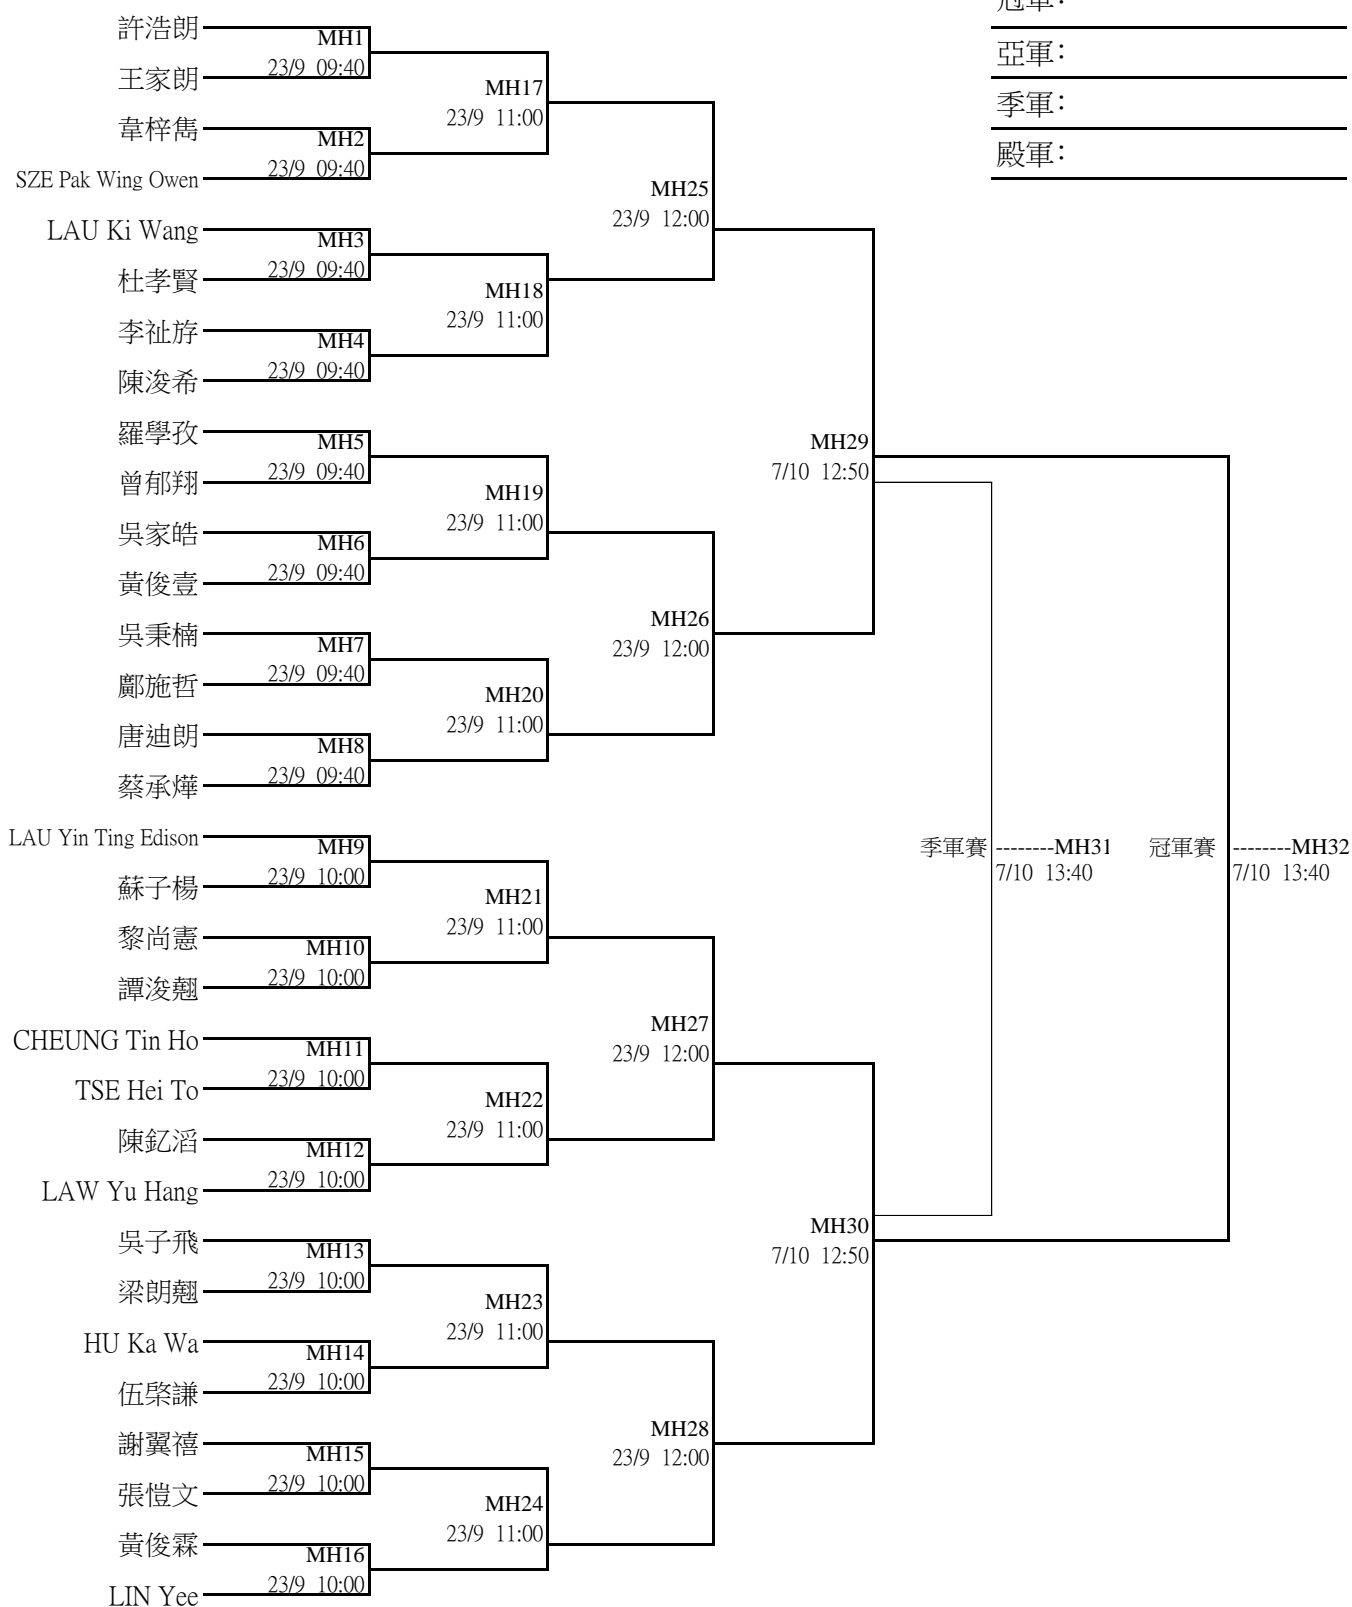 冠軍：
許浩朗
MH1
王家朗
23/9 09:40
亞軍：
MH17
季軍：
23/9 11:00
韋梓雋
MH2
殿軍：
SZE Pak Wing Owen
23/9 09:40
MH25
23/9 12:00
LAU Ki Wang
MH3
杜孝賢
23/9 09:40
MH18
23/9 11:00
李祉斿
MH4
陳浚希
23/9 09:40
羅學孜
MH5
MH29
曾郁翔
23/9 09:40
7/10 12:50
MH19
23/9 11:00
吳家皓
MH6
黃俊壹
23/9 09:40
MH26
23/9 12:00
吳秉楠
MH7
鄺施哲
23/9 09:40
MH20
23/9 11:00
唐迪朗
MH8
蔡承燁
23/9 09:40
LAU Yin Ting Edison
MH9
季軍賽 --------MH31
冠軍賽 --------MH32
蘇子楊
23/9 10:00
7/10 13:40
7/10 13:40
MH21
23/9 11:00
黎尚憲
MH10
譚浚翹
23/9 10:00
MH27
23/9 12:00
CHEUNG Tin Ho
MH11
TSE Hei To
23/9 10:00
MH22
23/9 11:00
陳釔滔
MH12
LAW Yu Hang
23/9 10:00
MH30
7/10 12:50
吳子飛
MH13
梁朗翹
23/9 10:00
MH23
23/9 11:00
HU Ka Wa
MH14
伍棨謙
23/9 10:00
MH28
23/9 12:00
謝翼禧
MH15
張愷文
23/9 10:00
MH24
23/9 11:00
黃俊霖
MH16
LIN Yee
23/9 10:00